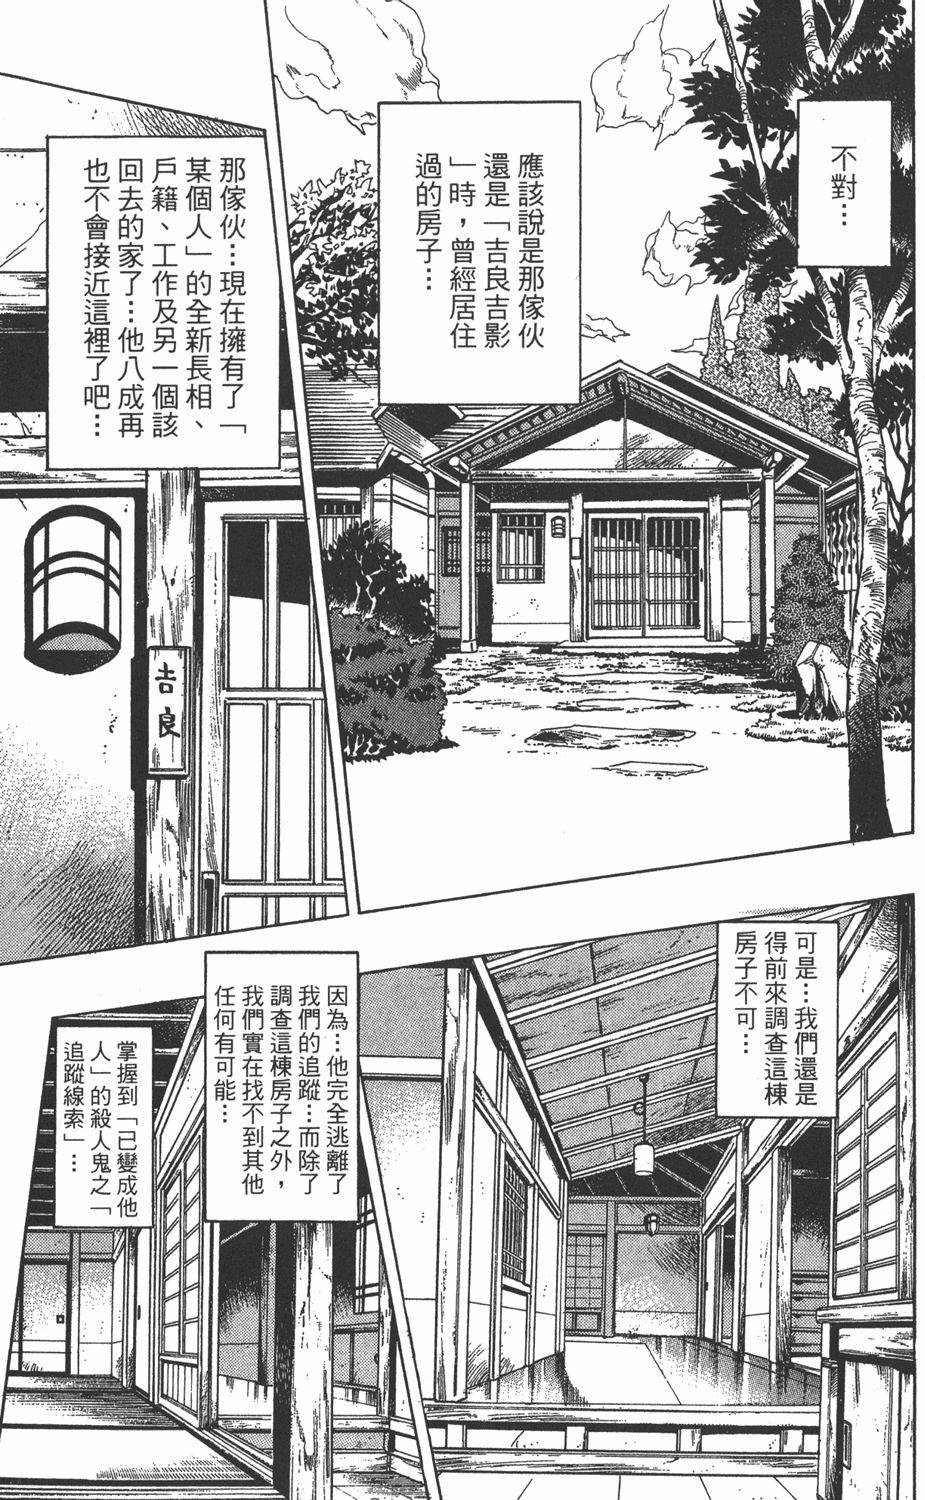 不對…
應該說是那傢伙
還是「吉良吉影
」時，曾經居住
過的房子…
那傢伙…現在擁有了「
某個人」的全新長相、
戶籍、工作及另一個該
回去的家了…他八成再
也不會接近這裡了吧…
吉良
可是…我們還是
得前來調查這棟
房子不可…
因為…他完全逃離了
我們的追蹤…而除了
調查這棟房子之外，
我們實在找不到其他
任何有可能…
掌握到「已變成他
人」的殺人鬼之「
追蹤線索」…